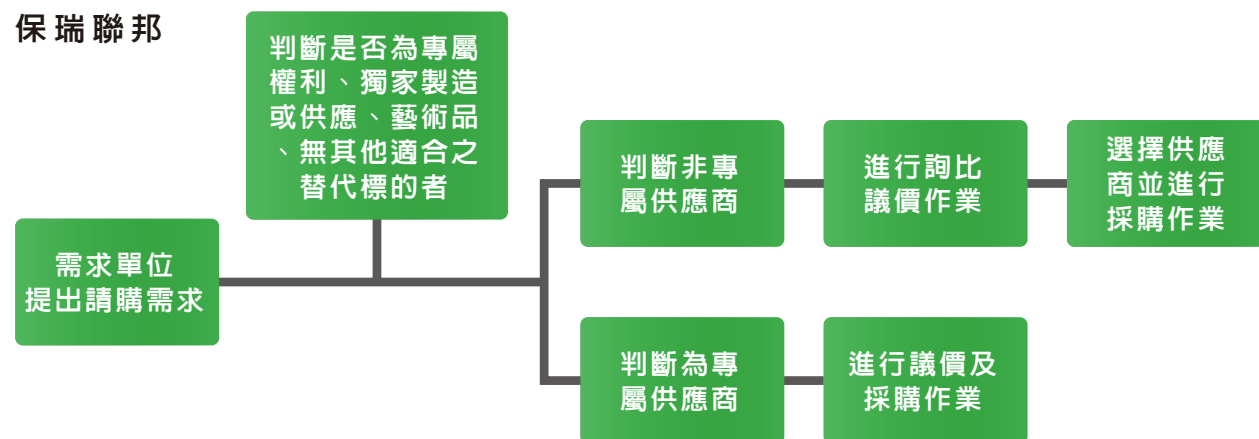 保瑞聯邦
判斷是否為專屬
權利、獨家製造
或供應、藝術品
、無其他適合之
替代標的者
需求單位
提出請購需求
判斷非專
屬供應商
進行詢比
議價作業
選擇供應
商並進行
採購作業
判斷為專
屬供應商
進行議價及
採購作業